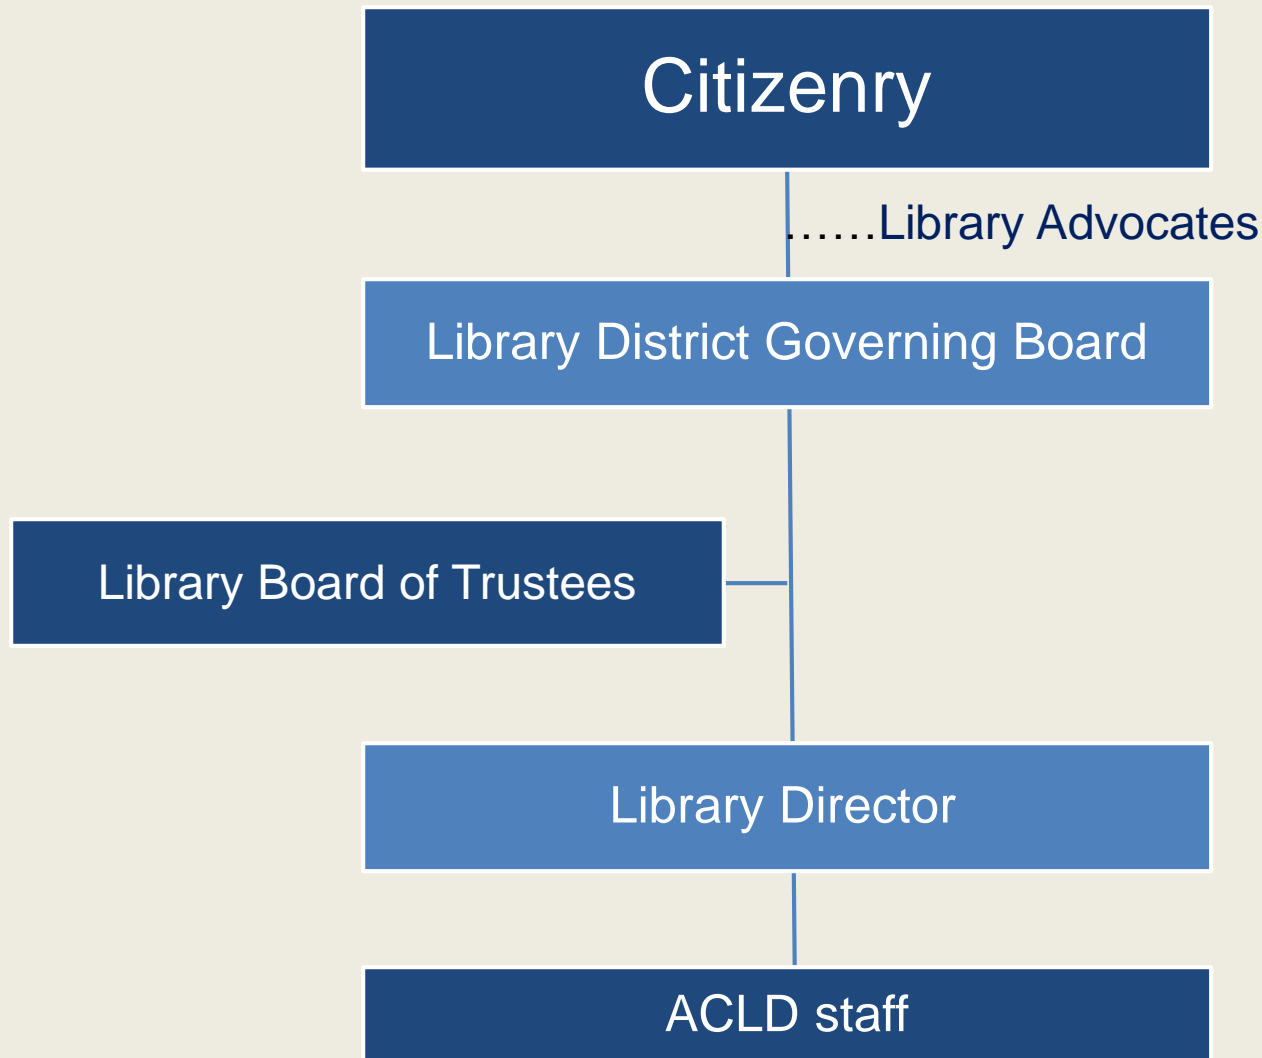 Citizenry
……Library Advocates
Library District Governing Board
Library Board of Trustees
Library Director
ACLD staff